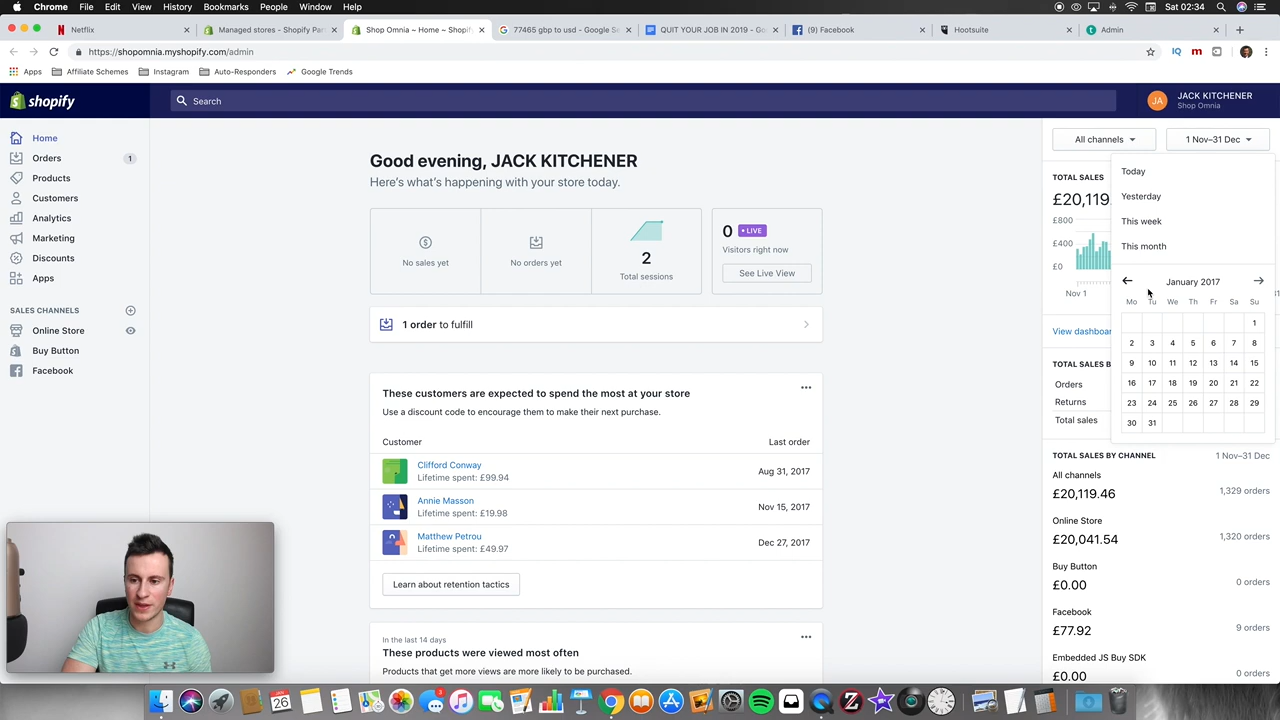 Chrome File Edit View History Bookmarks People Window Help
Sat 02:34
Netflix
Managed stores - Shopify Par
Shop Omnia ~ Home ~ Shopify
77465 gbp to usd - Google Se
QUIT YOUR JOB IN 2019 - Go
(9) Facebook
Hootsuite
Admin
https://shopomnia.myshopify.com/admin
Apps Affiliate Schemes Instagram Auto-Responders Google Trends
shopify
Search
JA
JACK KITCHENER
Shop Omnia
Home
Orders 1
Products
Customers
Analytics
Marketing
Discounts
Apps
SALES CHANNELS
Online Store
Buy Button
Facebook
Good evening, JACK KITCHENER
Here's what's happening with your store today.
No sales yet
No orders yet
2
Total sessions
0 • LIVE
Visitors right now
See Live View
1 order to fulfill
These customers are expected to spend the most at your store
Use a discount code to encourage them to make their next purchase.
Customer Last order
Clifford Conway
Lifetime spent: £99.94
Aug 31, 2017
Annie Masson
Lifetime spent: £19.98
Nov 15, 2017
Matthew Petrou
Lifetime spent: £49.97
Dec 27, 2017
Learn about retention tactics
In the last 14 days
These products were viewed most often
Products that get more views are more likely to be purchased.
All channels
1 Nov–31 Dec
TOTAL SALES
£20,119.
£800
£400
£0
Nov 1
View dashboar
TOTAL SALES B
Orders
Returns
Total sales
Today
Yesterday
This week
This month
January 2017
Mo Tu We Th Fr Sa Su
1
2 3 4 5 6 7 8
9 10 11 12 13 14 15
16 17 18 19 20 21 22
23 24 25 26 27 28 29
30 31
TOTAL SALES BY CHANNEL 1 Nov–31 Dec
All channels
£20,119.46 1,329 orders
Online Store
£20,041.54 1,320 orders
Buy Button
£0.00 0 orders
Facebook
£77.92 9 orders
Embedded JS Buy SDK
£0.00 0 orders
26
3